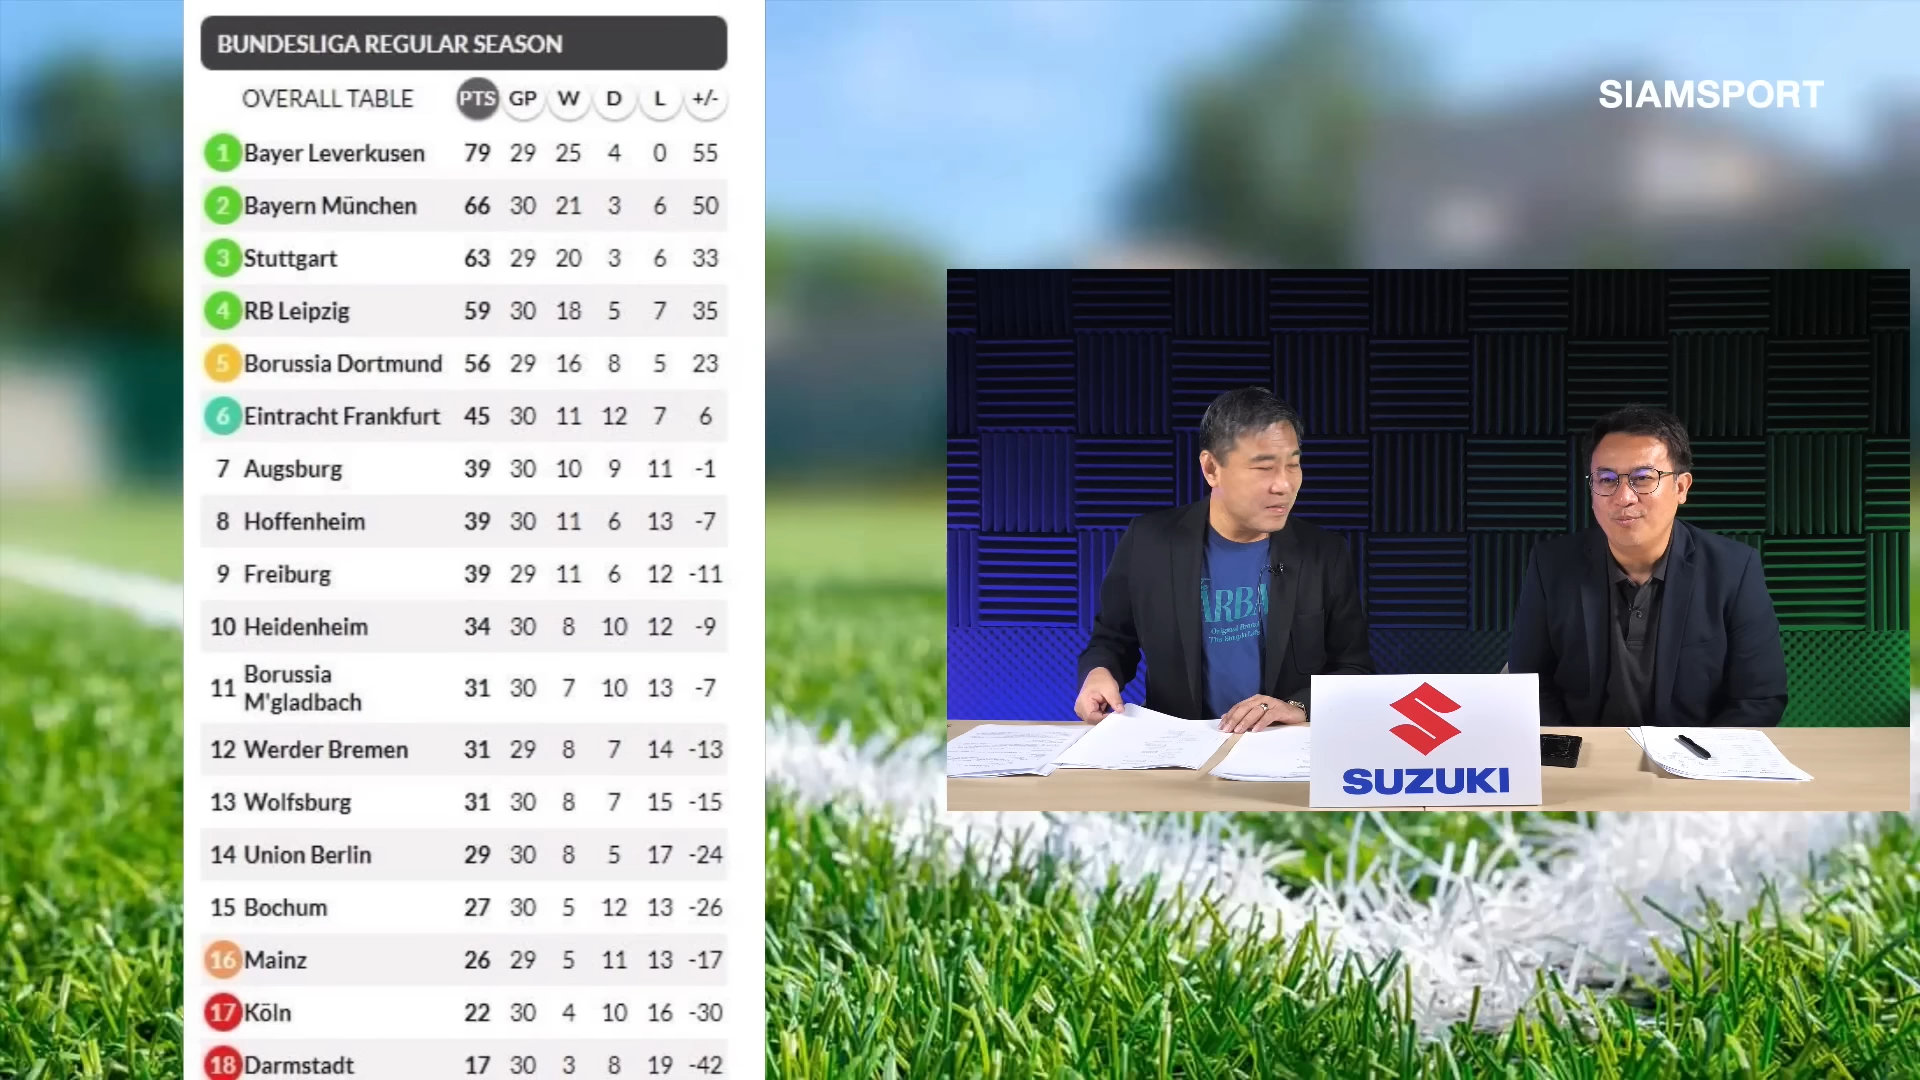 BUNDESLIGA REGULAR SEASON
OVERALL TABLE PTS GP W D L +/-
1 Bayer Leverkusen 79 29 25 4 0 55
2 Bayern München 66 30 21 3 6 50
3 Stuttgart 63 29 20 3 6 33
4 RB Leipzig 59 30 18 5 7 35
5 Borussia Dortmund 56 29 16 8 5 23
6 Eintracht Frankfurt 45 30 11 12 7 6
7 Augsburg 39 30 10 9 11 -1
8 Hoffenheim 39 30 11 6 13 -7
9 Freiburg 39 29 11 6 12 -11
10 Heidenheim 34 30 8 10 12 -9
11 Borussia M'gladbach 31 30 7 10 13 -7
12 Werder Bremen 31 29 8 7 14 -13
13 Wolfsburg 31 30 8 7 15 -15
14 Union Berlin 29 30 8 5 17 -24
15 Bochum 27 30 5 12 13 -26
16 Mainz 26 29 5 11 13 -17
17 Köln 22 30 4 10 16 -30
18 Darmstadt 17 30 3 8 19 -42
SIAMSPORT
SUZUKI